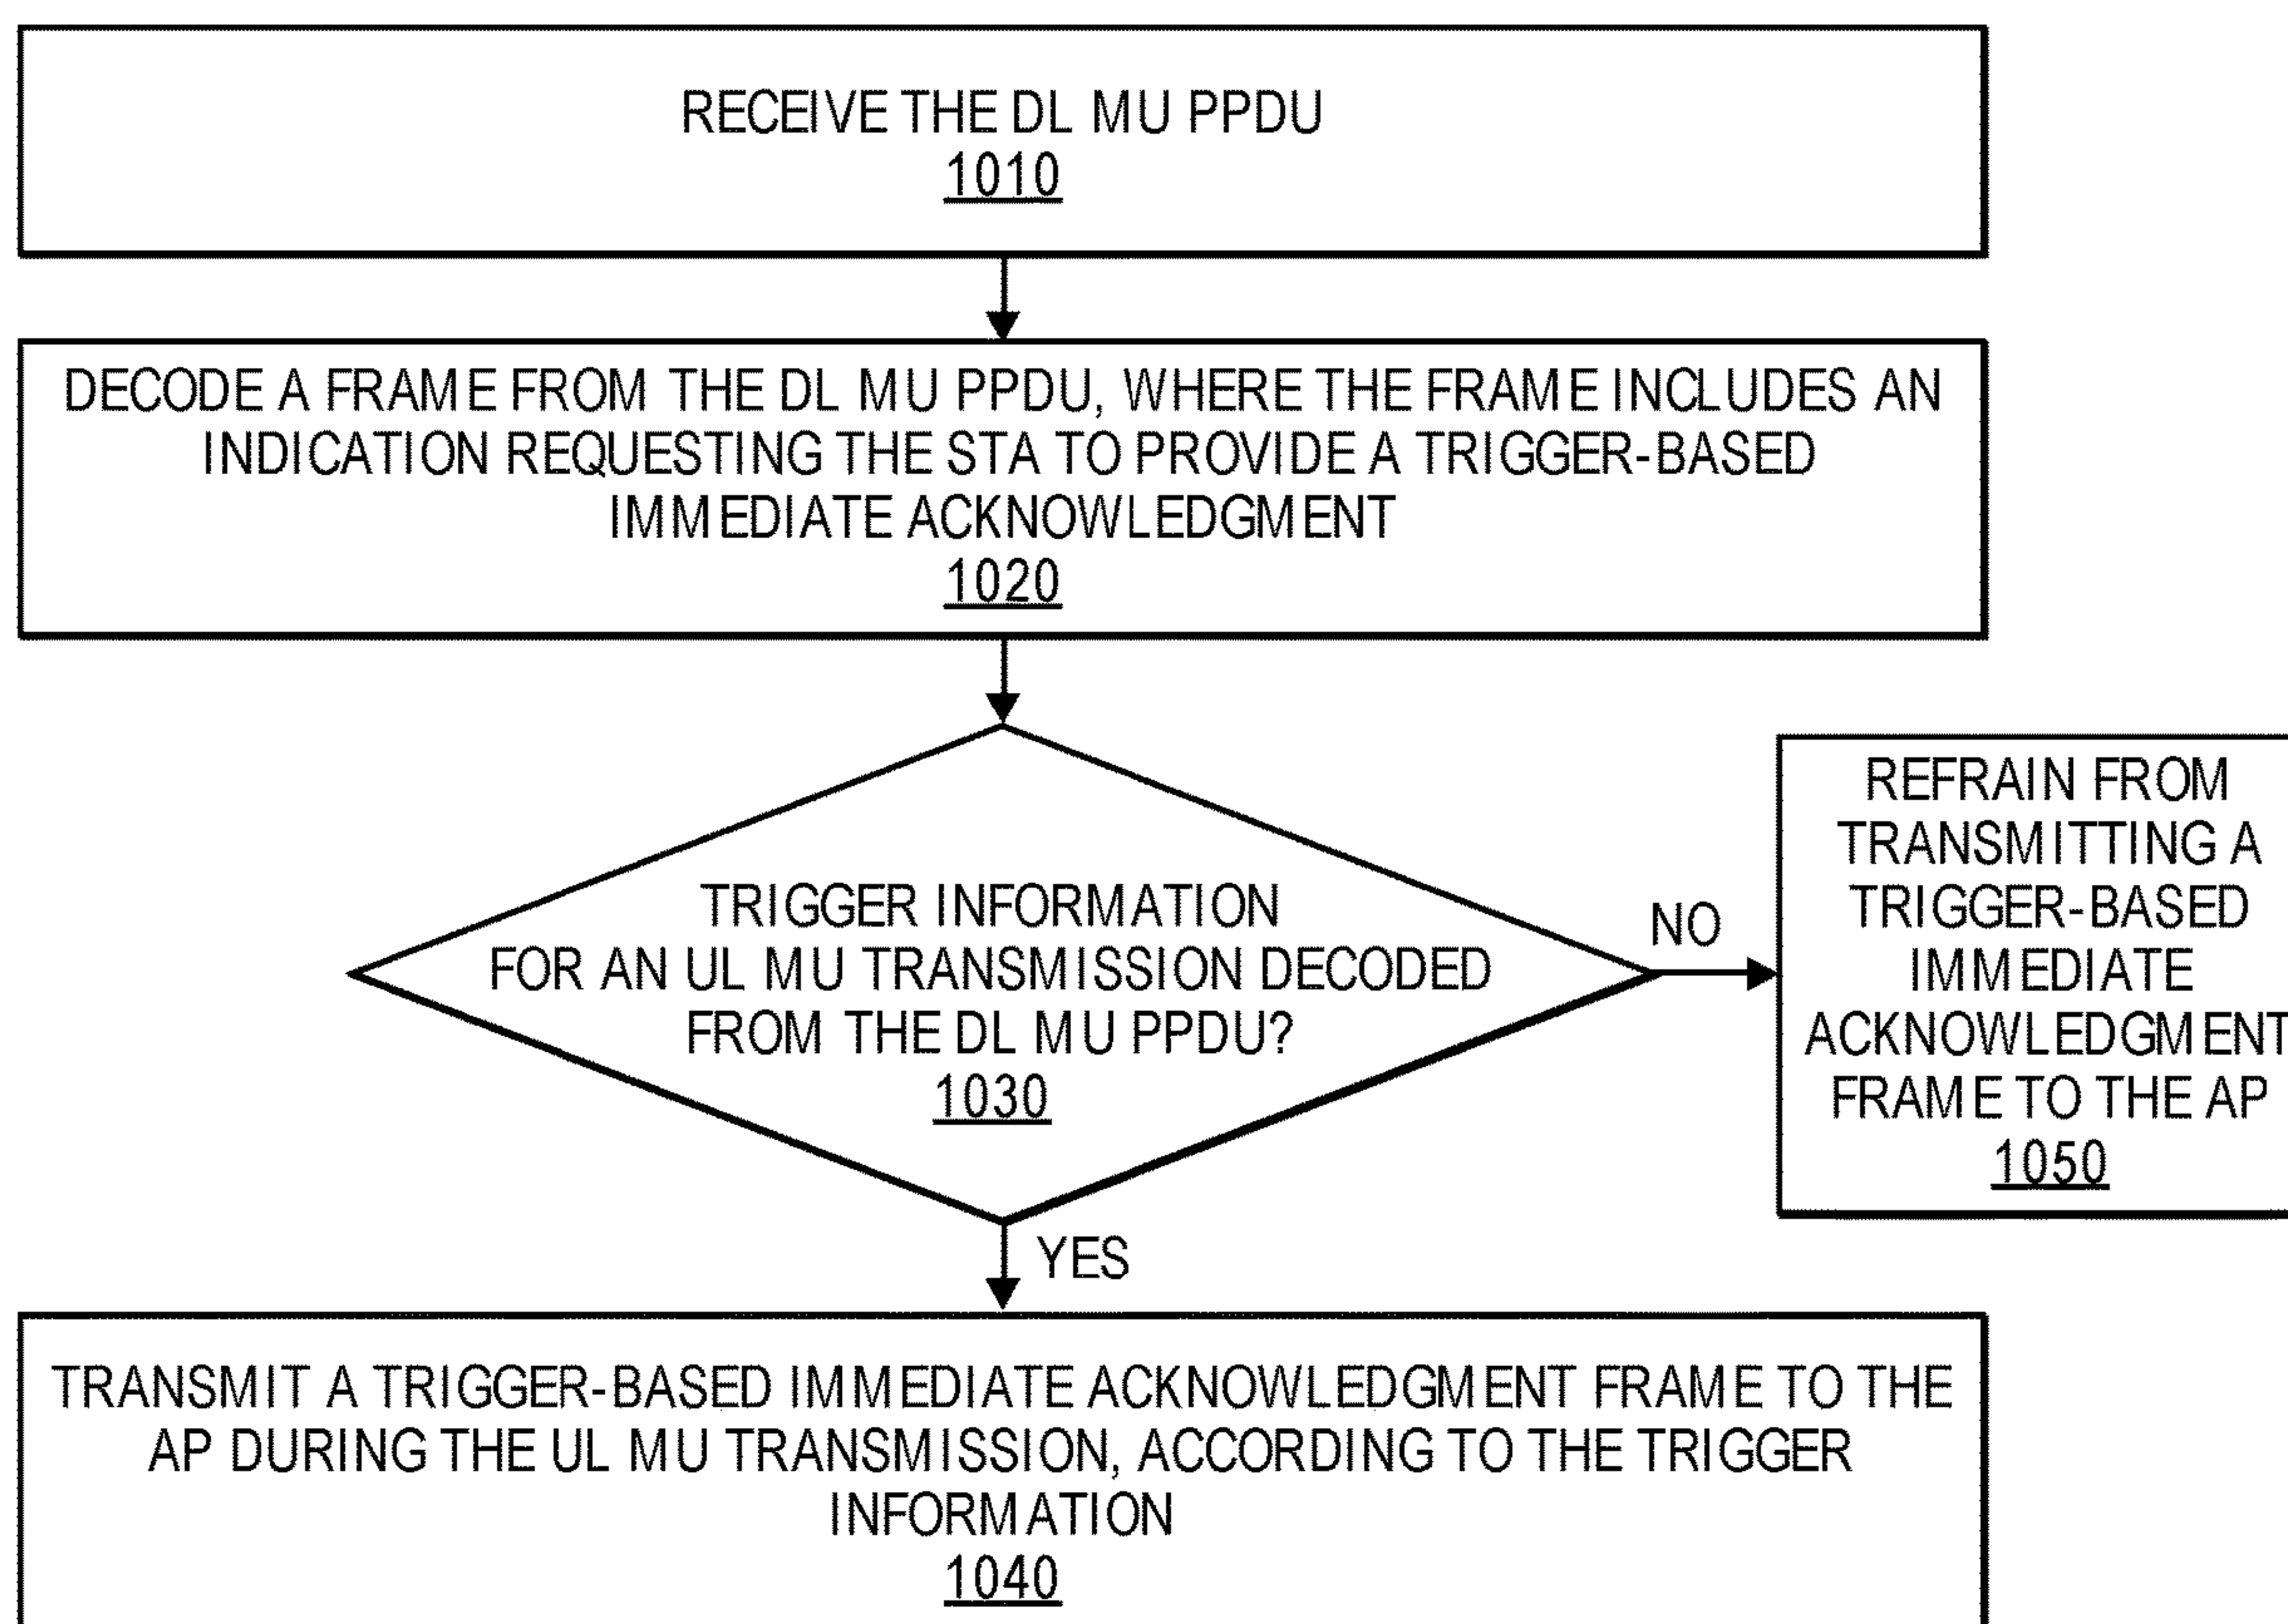 RECEIVE THE DL MU PPDU
1010
DECODE A FRAME FROM THE DL MU PPDU, WHERE THE FRAME INCLUDES AN
INDICATION REQUESTING THE STA TO PROVIDE A TRIGGER-BASED
IMMEDIATE ACKNOWLEDGMENT
1020
TRIGGER INFORMATION
FOR AN UL MU TRANSMISSION DECODED
FROM THE DL MU PPDU?
1030
NO
REFRAIN FROM
TRANSMITTING A
TRIGGER-BASED
IMMEDIATE
ACKNOWLEDGMENT
FRAME TO THE AP
1050
YES
TRANSMIT A TRIGGER-BASED IMMEDIATE ACKNOWLEDGMENT FRAME TO THE
AP DURING THE UL MU TRANSMISSION, ACCORDING TO THE TRIGGER
INFORMATION
1040